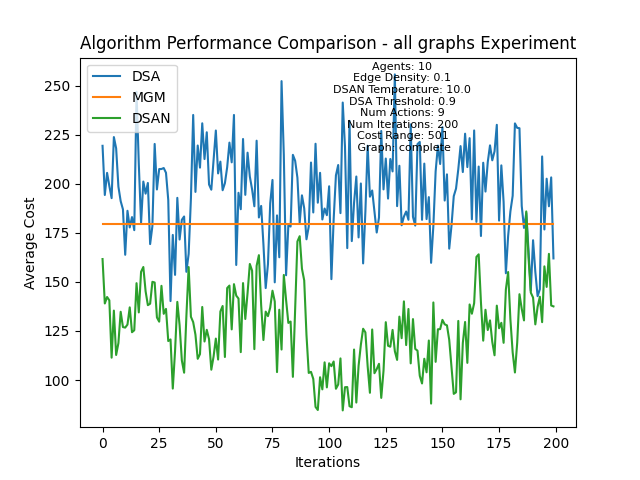 Algorithm Performance Comparison - all graphs Experiment
DSA
MGM
DSAN
Agents: 10
Edge Density: 0.1
DSAN Temperature: 10.0
DSA Threshold: 0.9
Num Actions: 9
Num Iterations: 200
Cost Range: 501
Graph: complete
Average Cost
250
225
200
175
150
125
100
0 25 50 75 100 125 150 175 200
Iterations